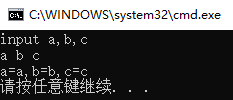 C:\WINDOWS\system32\cmd.exe
input a,b,c
a b c
a=a,b=b,c=c
请按任意键继续. . .